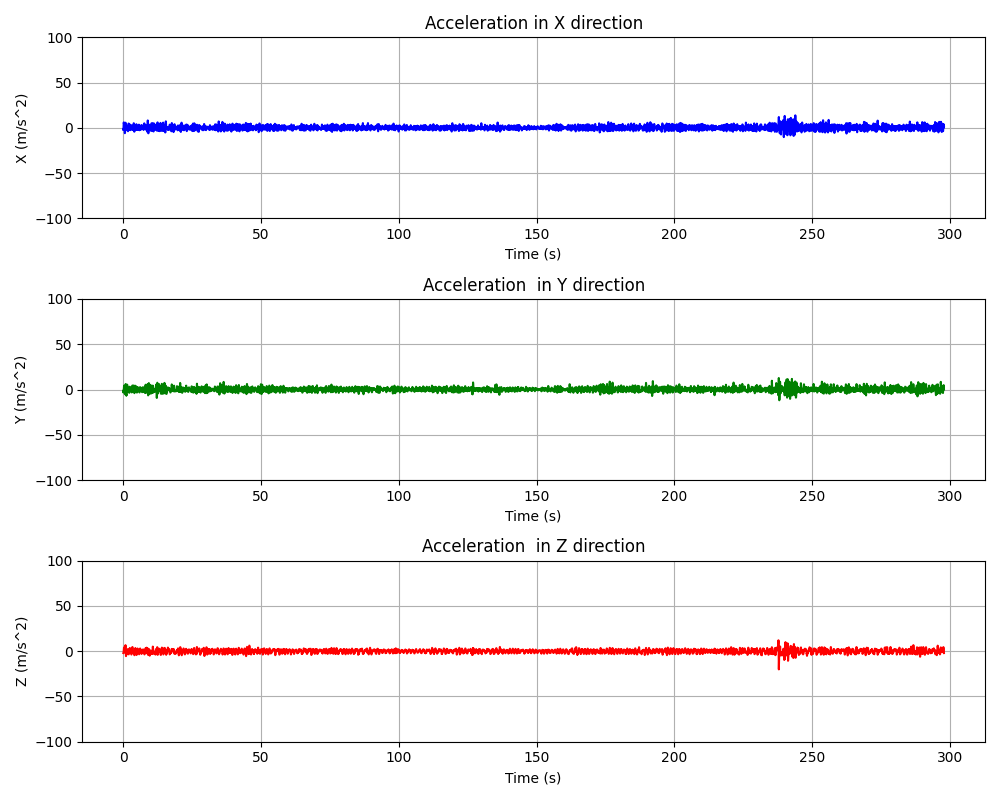 Acceleration in X direction
100
50
0
−50
−100
X (m/s^2)
0 50 100 150 200 250 300
Time (s)
Acceleration  in Y direction
100
50
0
−50
−100
Y (m/s^2)
0 50 100 150 200 250 300
Time (s)
Acceleration  in Z direction
100
50
0
−50
−100
Z (m/s^2)
0 50 100 150 200 250 300
Time (s)